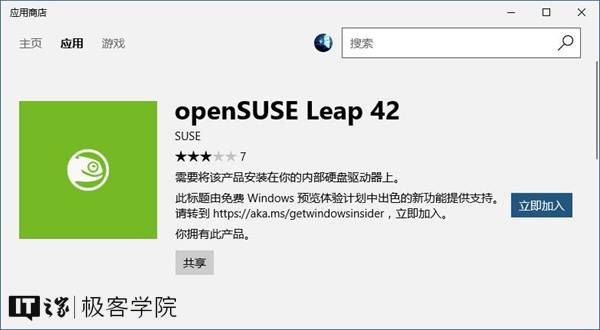 应用商店
主页 应用 游戏 搜索
openSUSE Leap 42
SUSE
7
需要将该产品安装在你的内部硬盘驱动器上。
此标题由免费 Windows 预览体验计划中出色的新功能提供支持。
请转到 https://aka.ms/getwindowsinsider，立即加入。
立即加入
你拥有此产品。
共享
IT之家 极客学院